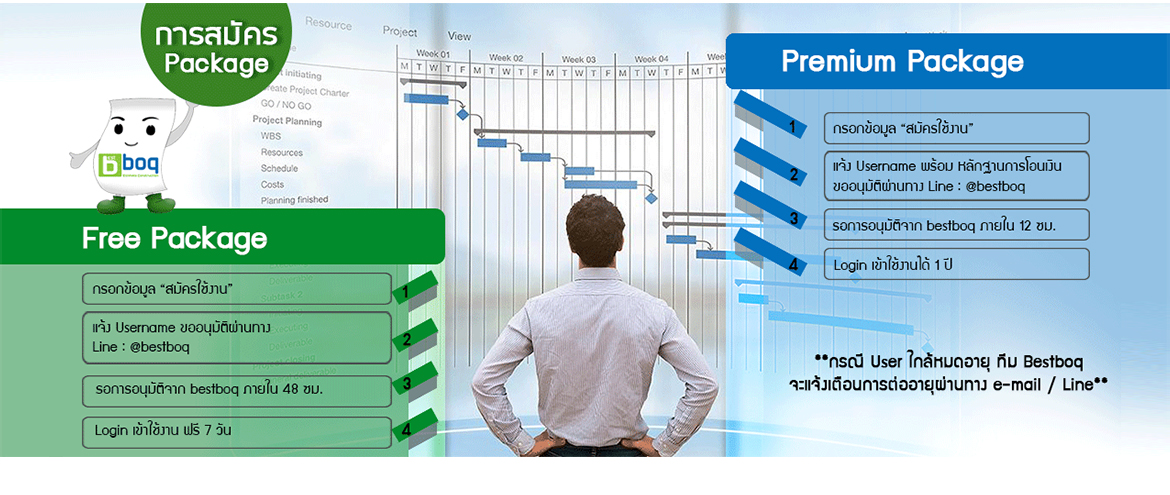 การสมัคร
Package
bboq
Free Package
กรอกข้อมูล “สมัครใช้งาน”
1
แจ้ง Username ขออนุมัติผ่านทาง
Line : @bestboq
2
รอการอนุมัติจาก bestboq ภายใน 48 ชม.
3
Login เข้าใช้งาน ฟรี 7 วัน
4
Resource
Project
View
Initiating
Create Project Charter
GO / NO GO
Project Planning
WBS
Resources
Schedule
Costs
Planning finished
Week 01
Week 02
Week 03
Week 04
M T W T F
M T W T F
M T W T F
M T W T F
Premium Package
1
กรอกข้อมูล “สมัครใช้งาน”
2
แจ้ง Username พร้อม หลักฐานการโอนเงิน
ขออนุมัติผ่านทาง Line : @bestboq
3
รอการอนุมัติจาก bestboq ภายใน 12 ชม.
4
Login เข้าใช้งานได้ 1 ปี
**กรณี User ใกล้หมดอายุ ทีม Bestboq
จะแจ้งเตือนการต่ออายุผ่านทาง e-mail / Line**